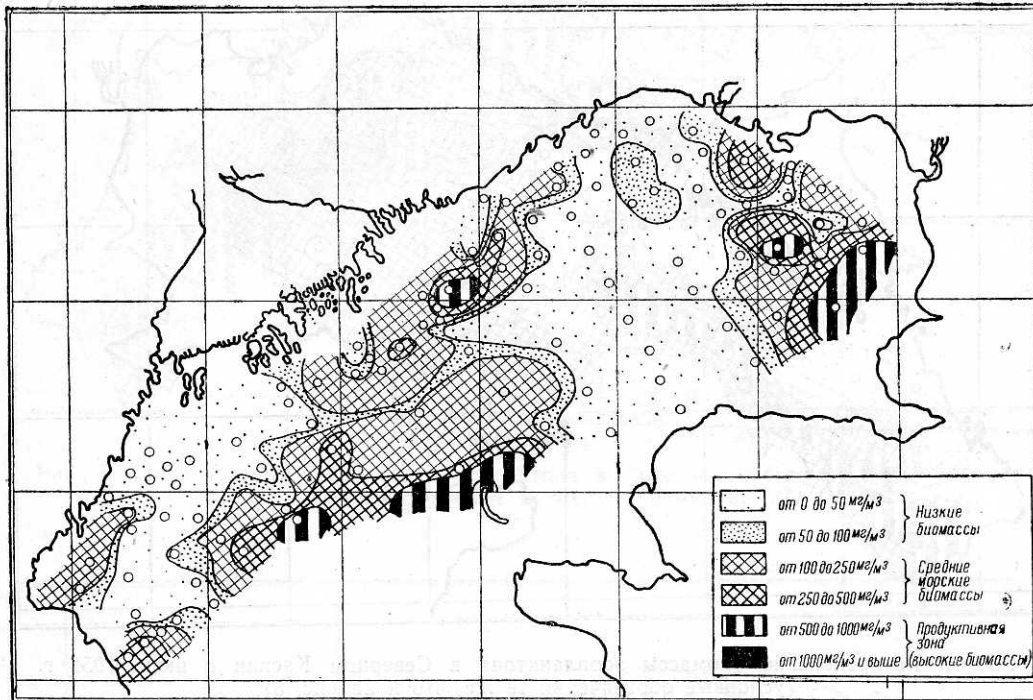 от 0 до 50 мг/м³
Низкие
биомассы
от 50 до 100 мг/м³
от 100 до 250 мг/м³
Средние
морские
биомассы
от 250 до 500 мг/м³
от 500 до 1000 мг/м³
Продуктивная
зона
(высокие биомассы)
от 1000 мг/м³ и выше